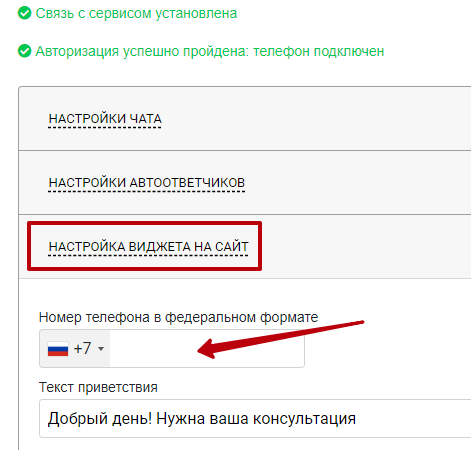 Связь с сервисом установлена
Авторизация успешно пройдена: телефон подключен
НАСТРОЙКИ ЧАТА
НАСТРОЙКИ АВТООТВЕТЧИКОВ
НАСТРОЙКА ВИДЖЕТА НА САЙТ
Номер телефона в федеральном формате
+7
Текст приветствия
Добрый день! Нужна ваша консультация